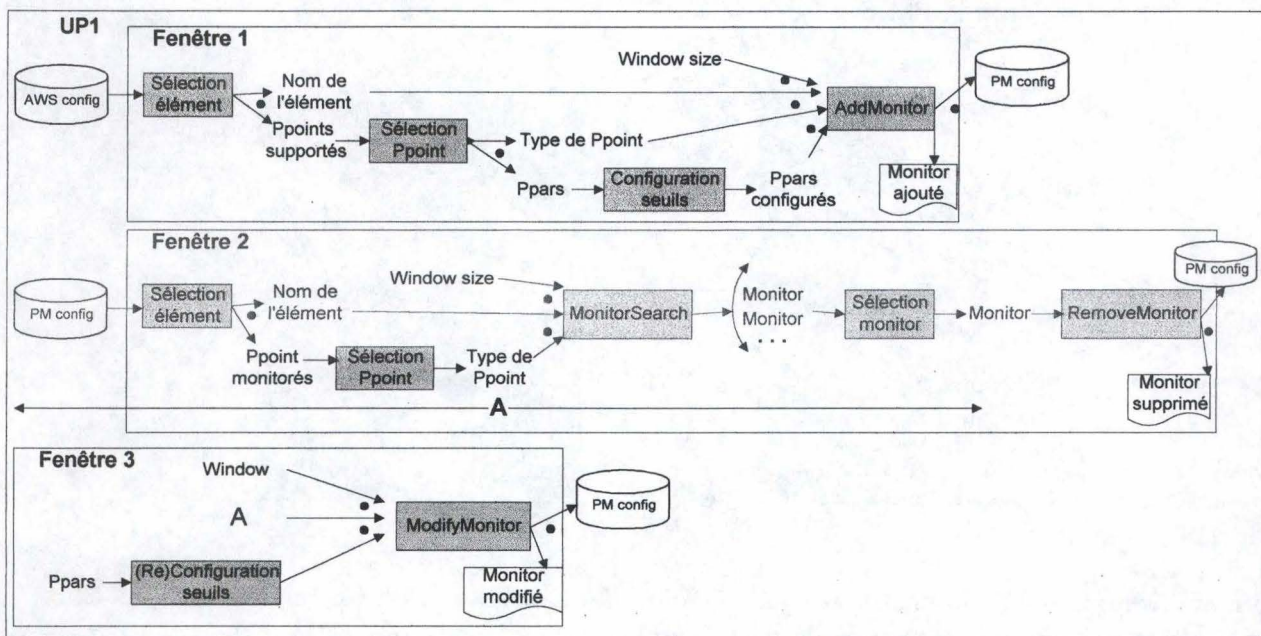 UP1
Fenêtre 1
AWS config
Sélection
élément
Nom de
l'élément
Ppoints
supportés
Sélection
Ppoint
Type de Ppoint
Ppars
Configuration
seuils
Ppars
configurés
Window size
AddMonitor
PM config
Monitor
ajouté
Fenêtre 2
PM config
Sélection
élément
Nom de
l'élément
Ppoint
monitorés
Sélection
Ppoint
Type de
Ppoint
Window size
MonitorSearch
Monitor
Monitor
. . .
Sélection
monitor
Monitor
RemoveMonitor
PM config
Monitor
supprimé
A
Fenêtre 3
Window
A
Ppars
(Re)Configuration
seuils
ModifyMonitor
PM config
Monitor
modifié